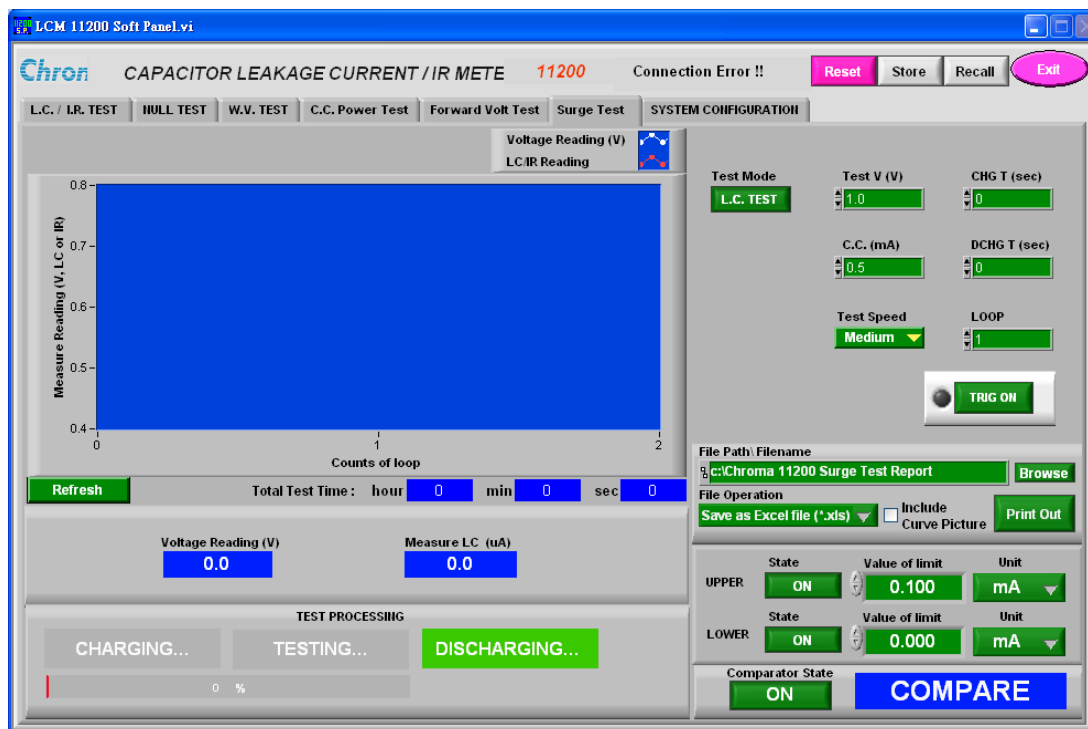 LCM 11200 Soft Panel.vi
Chron CAPACITOR LEAKAGE CURRENT / IR METE 11200 Connection Error !! Reset Store Recall Exit
L.C. / I.R. TEST NULL TEST W.V. TEST C.C. Power Test Forward Volt Test Surge Test SYSTEM CONFIGURATION
Voltage Reading (V)
LC/IR Reading
Measure Reading (V, LC or IR)
0.8
0.7
0.6
0.5
0.4
0 1 2
Counts of loop
Refresh Total Test Time : hour 0 min 0 sec 0
Voltage Reading (V) Measure LC (uA)
0.0 0.0
TEST PROCESSING
CHARGING... TESTING... DISCHARGING...
0 %
Test Mode Test V (V) CHG T (sec)
L.C. TEST 1.0 0
C.C. (mA) DCHG T (sec)
0.5 0
Test Speed LOOP
Medium 1
TRIG ON
File Path\ Filename
c:\Chroma 11200 Surge Test Report Browse
File Operation
Save as Excel file (*.xls) Include Curve Picture Print Out
State Value of limit Unit
UPPER ON 0.100 mA
State Value of limit Unit
LOWER ON 0.000 mA
Comparator State
ON COMPARE